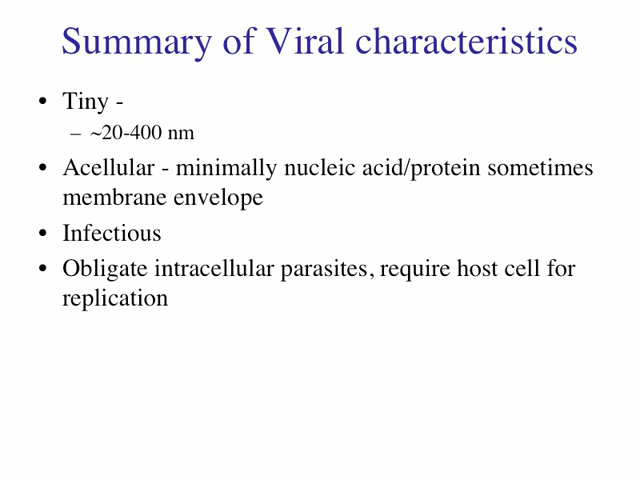 Summary of Viral characteristics
• Tiny -
– ~20-400 nm
• Acellular - minimally nucleic acid/protein sometimes
membrane envelope
• Infectious
• Obligate intracellular parasites, require host cell for
replication